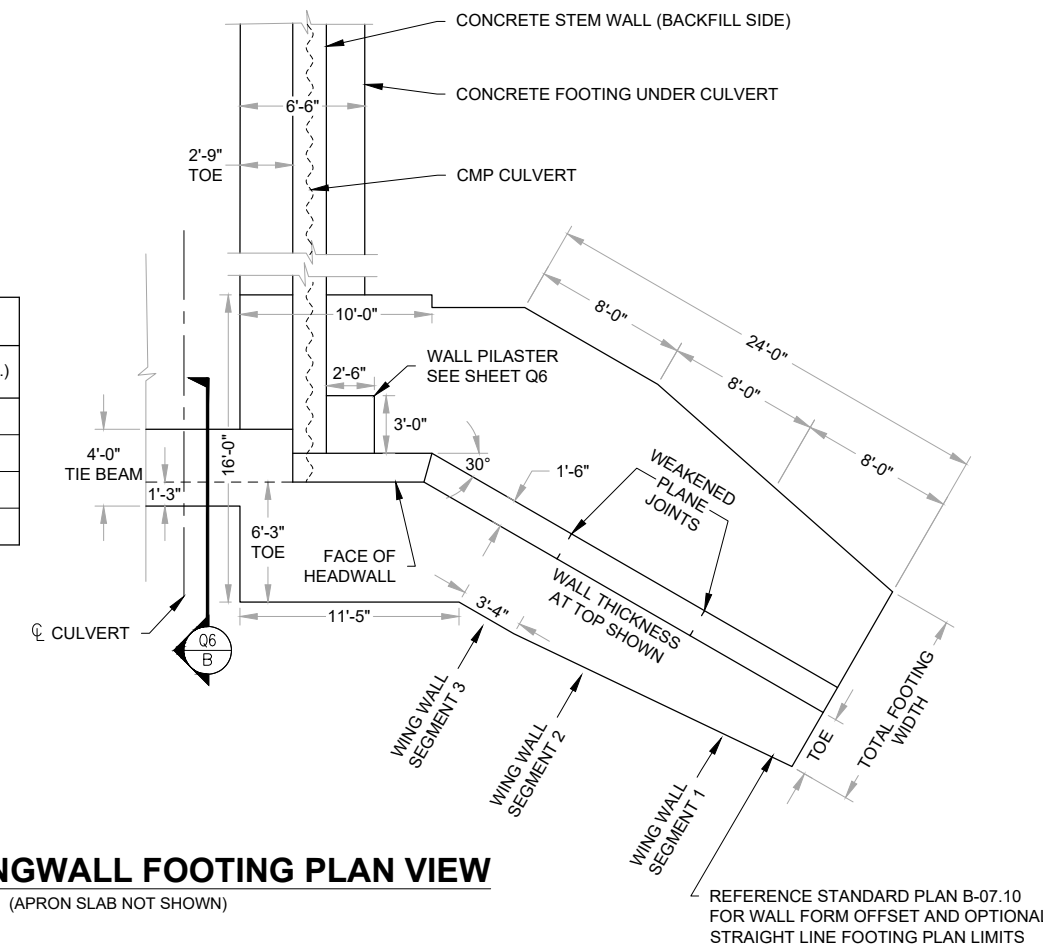 CONCRETE STEM WALL (BACKFILL SIDE)
CONCRETE FOOTING UNDER CULVERT
6'-6"
2'-9"
TOE
CMP CULVERT
.)
10'-0"
8'-0"
24'-0"
8'-0"
8'-0"
WALL PILASTER
SEE SHEET Q6
2'-6"
3'-0"
16'-0"
4'-0"
TIE BEAM
1'-3"
30°
1'-6"
WEAKENED
PLANE
JOINTS
6'-3"
TOE
FACE OF
HEADWALL
WALL THICKNESS
AT TOP SHOWN
3'-4"
11'-5"
℄ CULVERT
Q6
B
WING WALL
SEGMENT 3
WING WALL
SEGMENT 2
WING WALL
SEGMENT 1
TOE
TOTAL FOOTING
WIDTH
NGWALL FOOTING PLAN VIEW
(APRON SLAB NOT SHOWN)
REFERENCE STANDARD PLAN B-07.10
FOR WALL FORM OFFSET AND OPTIONAL
STRAIGHT LINE FOOTING PLAN LIMITS